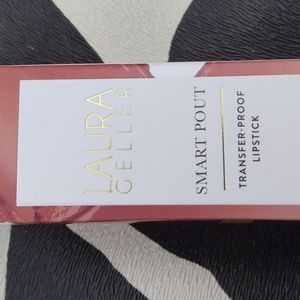 LAURA
GELLER
SMART POUT
TRANSFER-PROOF
LIPSTICK